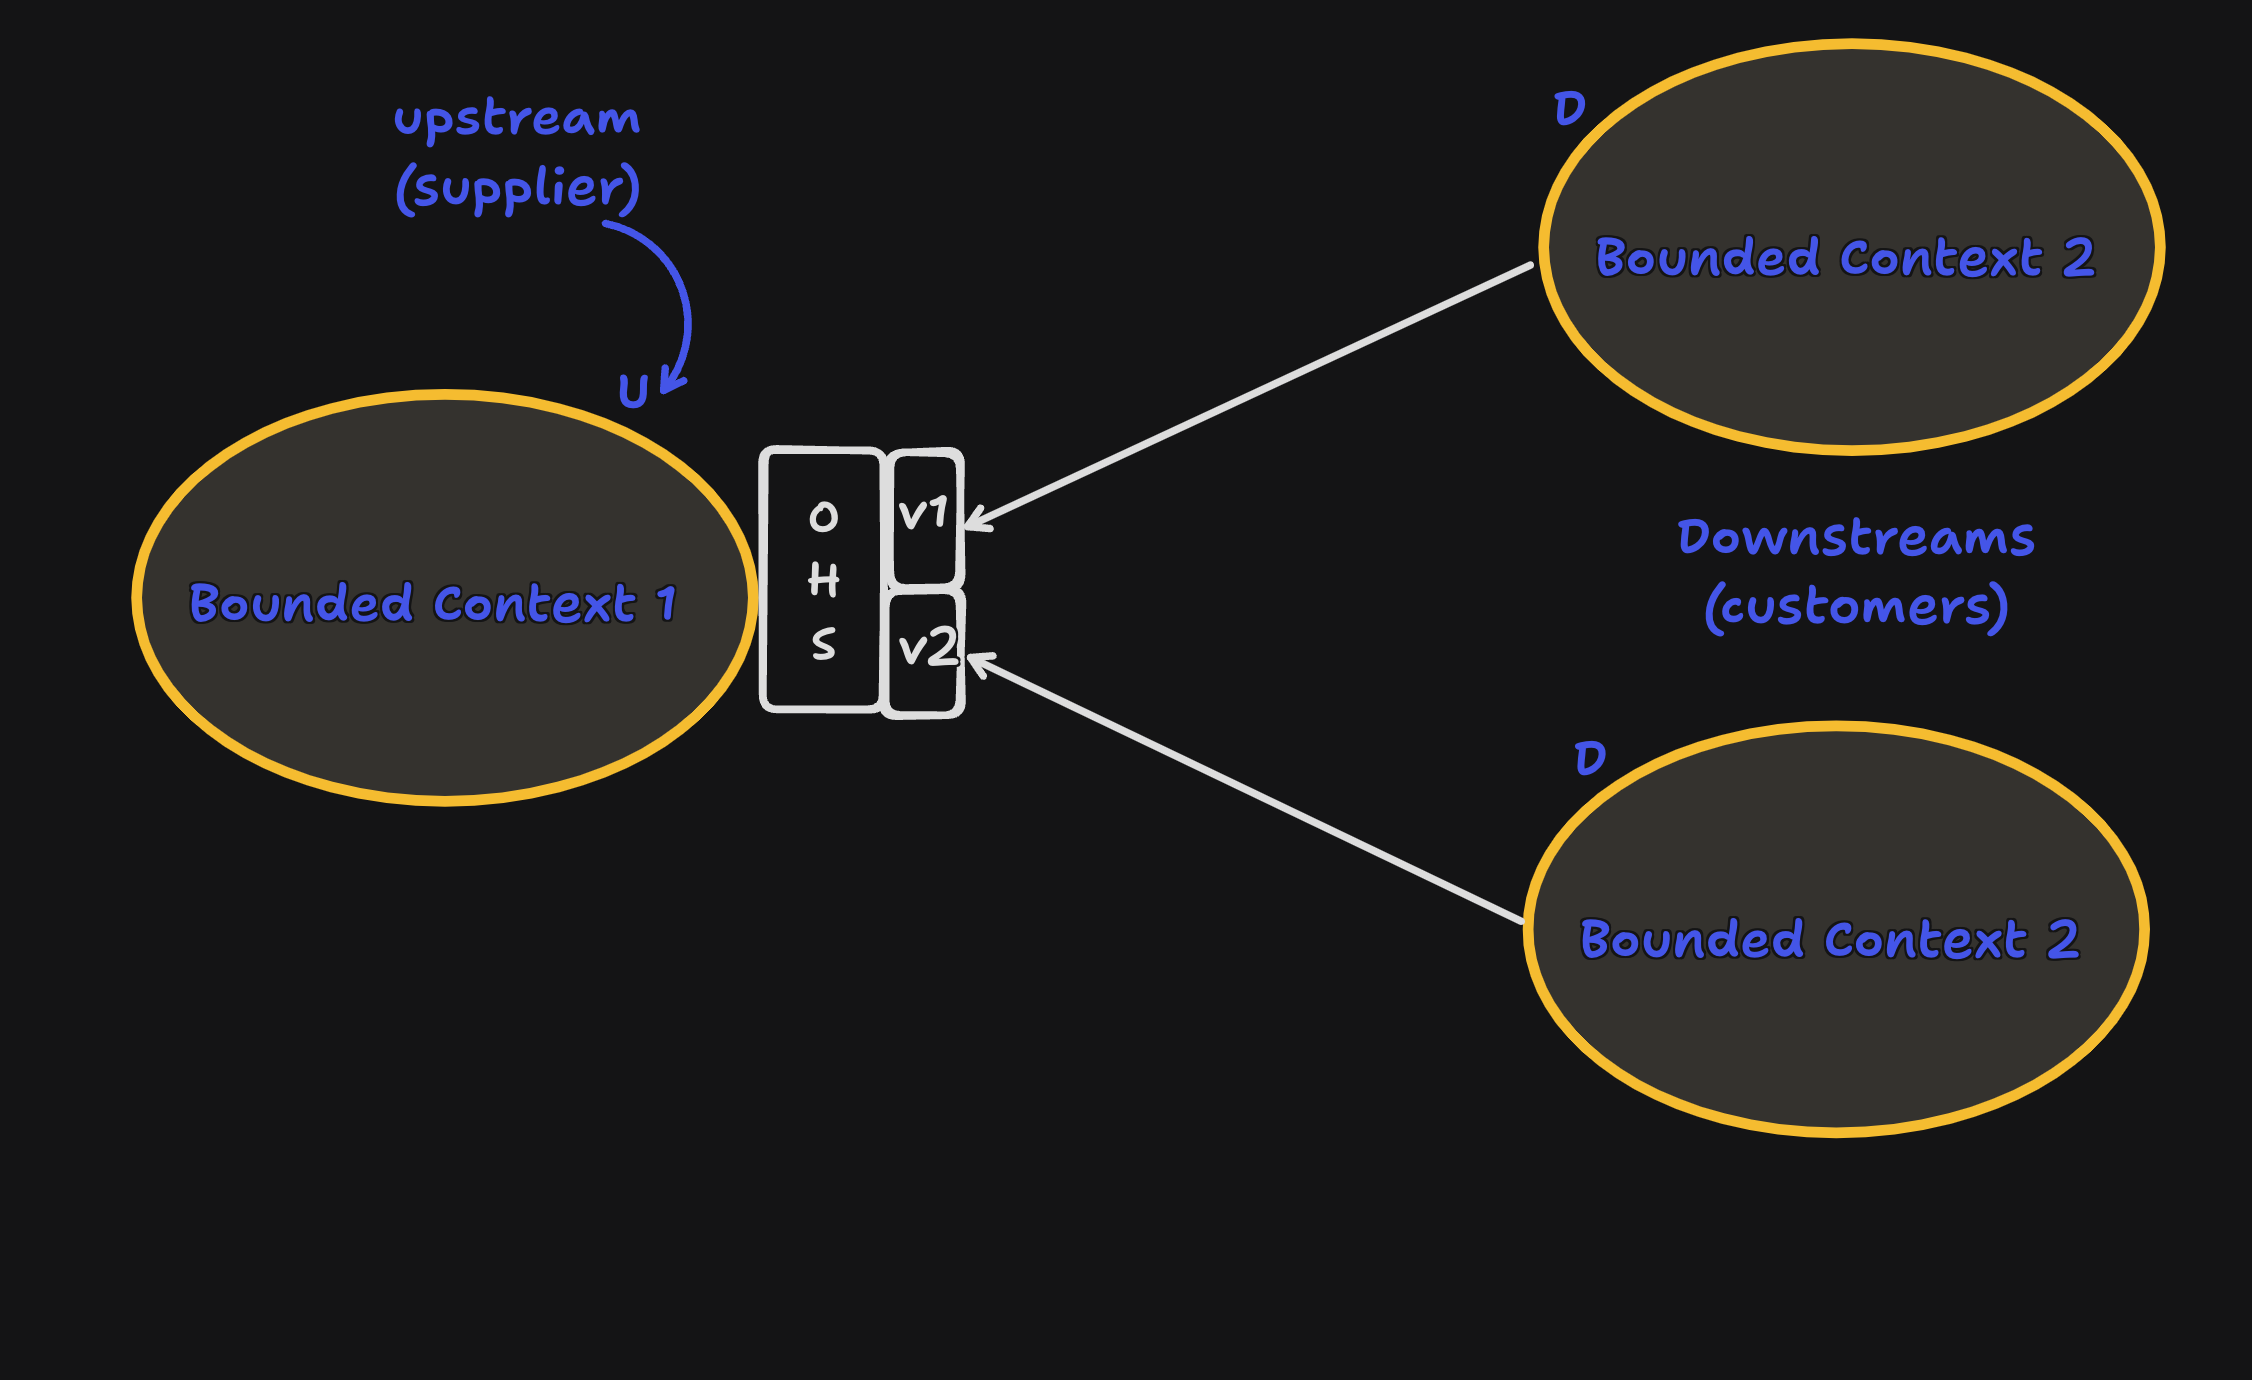 upstream
(supplier)
U
Bounded Context 1
O
H
S
v1
v2
D
Bounded Context 2
Downstreams
(customers)
D
Bounded Context 2